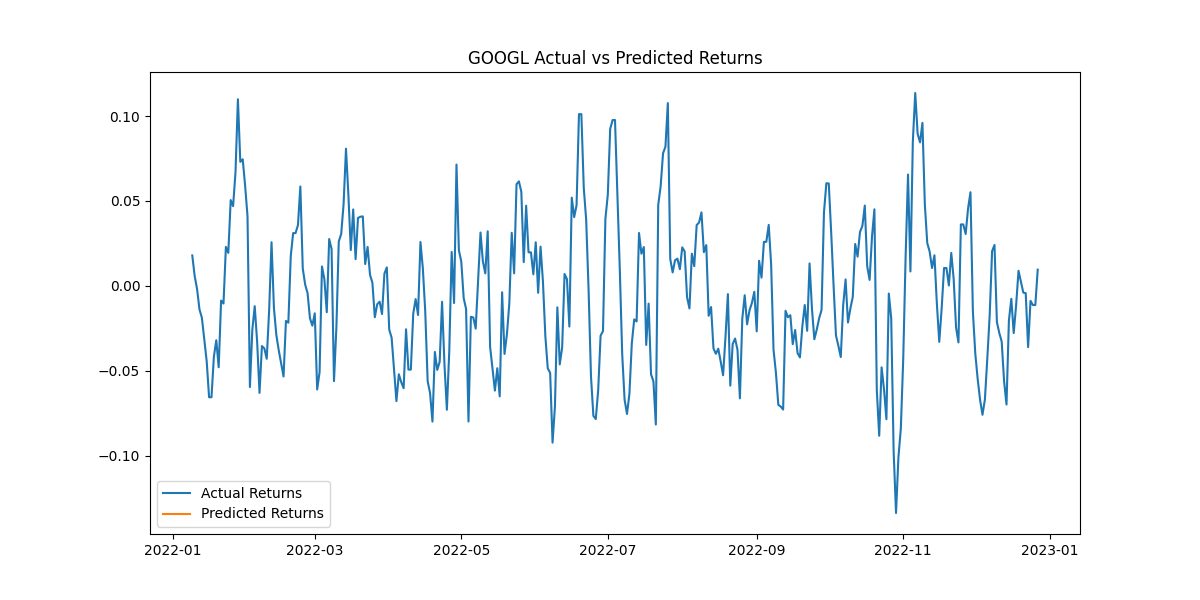 GOOGL Actual vs Predicted Returns
0.10
0.05
0.00
−0.05
−0.10
Actual Returns
Predicted Returns
2022-01 2022-03 2022-05 2022-07 2022-09 2022-11 2023-01